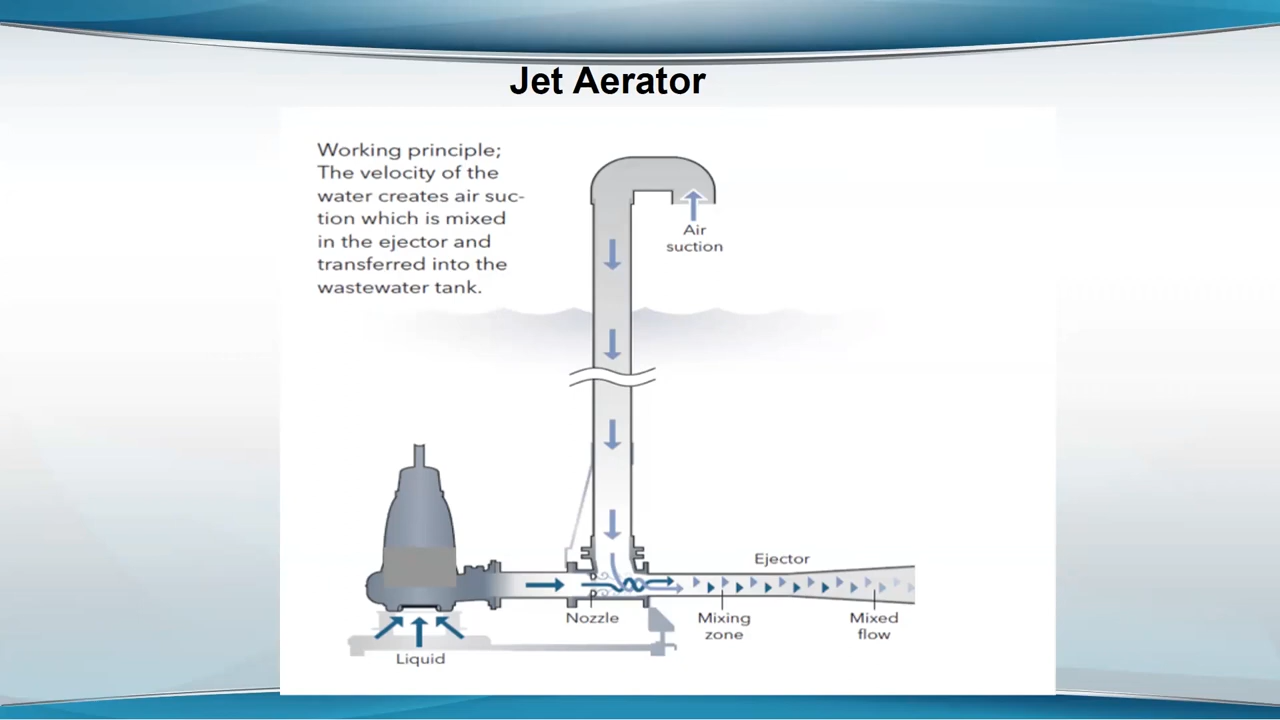 Jet Aerator
Working principle;
The velocity of the
water creates air suc-
tion which is mixed
in the ejector and
transferred into the
wastewater tank.
Air
suction
Ejector
Nozzle
Mixing
zone
Mixed
flow
Liquid